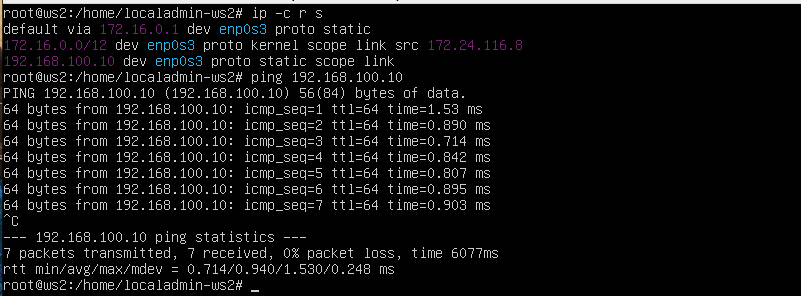 root@ws2:/home/localadmin-ws2# ip -c r s
default via 172.16.0.1 dev enp0s3 proto static
172.16.0.0/12 dev enp0s3 proto kernel scope link src 172.24.116.8
192.168.100.10 dev enp0s3 proto static scope link
root@ws2:/home/localadmin-ws2# ping 192.168.100.10
PING 192.168.100.10 (192.168.100.10) 56(84) bytes of data.
64 bytes from 192.168.100.10: icmp_seq=1 ttl=64 time=1.53 ms
64 bytes from 192.168.100.10: icmp_seq=2 ttl=64 time=0.890 ms
64 bytes from 192.168.100.10: icmp_seq=3 ttl=64 time=0.714 ms
64 bytes from 192.168.100.10: icmp_seq=4 ttl=64 time=0.842 ms
64 bytes from 192.168.100.10: icmp_seq=5 ttl=64 time=0.807 ms
64 bytes from 192.168.100.10: icmp_seq=6 ttl=64 time=0.895 ms
64 bytes from 192.168.100.10: icmp_seq=7 ttl=64 time=0.903 ms
^C
--- 192.168.100.10 ping statistics ---
7 packets transmitted, 7 received, 0% packet loss, time 6077ms
rtt min/avg/max/mdev = 0.714/0.940/1.530/0.248 ms
root@ws2:/home/localadmin-ws2# _